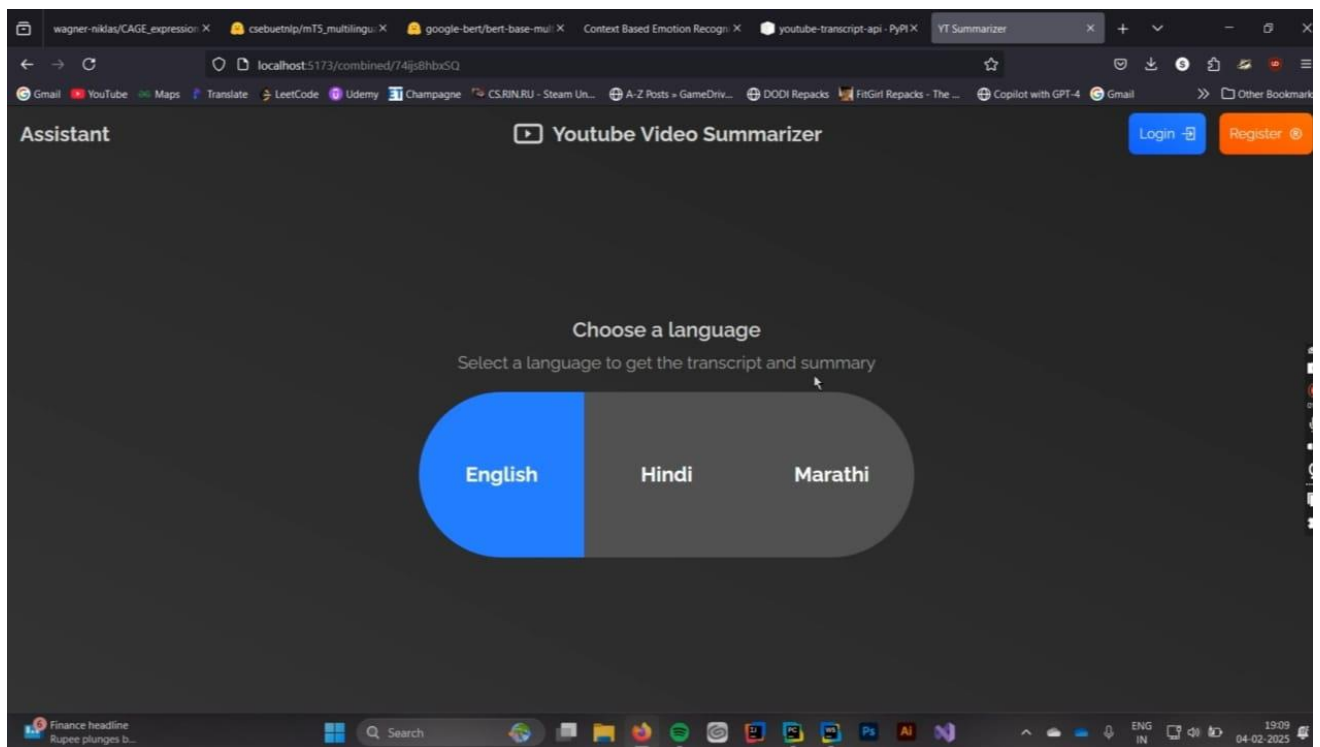 wagner-niklas/CAGE_expression
csebuetnlp/mT5_multilingu
google-bert/bert-base-mul
Context Based Emotion Recogn
youtube-transcript-api · PyPI
YT Summarizer
localhost:5173/combined/74ijs8hbxSQ
Gmail YouTube Maps Translate LeetCode Udemy Champagne CS.RIN.RU - Steam Un... A-Z Posts » GameDriv... DODI Repacks FitGirl Repacks - The ... Copilot with GPT-4 Gmail Other Bookmark
Assistant
Youtube Video Summarizer
Login
Register
Choose a language
Select a language to get the transcript and summary
English Hindi Marathi
Finance headline
Rupee plunges b...
Search
ENG
IN
19:09
04-02-2025